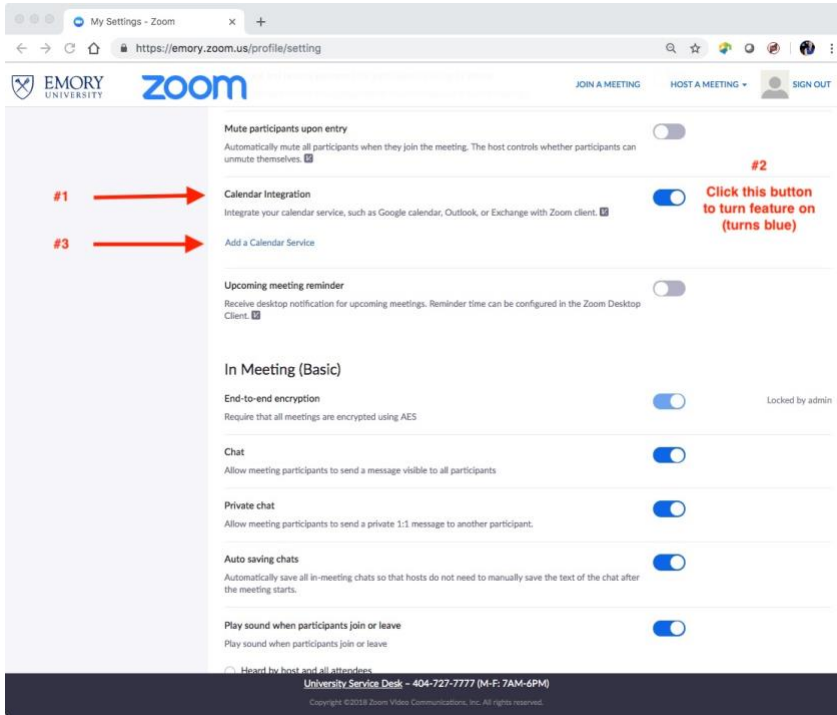 My Settings - Zoom
https://emory.zoom.us/profile/setting
EMORY
UNIVERSITY
zoom
JOIN A MEETING
HOST A MEETING
SIGN OUT
Mute participants upon entry
Automatically mute all participants when they join the meeting. The host controls whether participants can
unmute themselves.
#2
Click this button
to turn feature on
(turns blue)
#1
Calendar Integration
Integrate your calendar service, such as Google calendar, Outlook, or Exchange with Zoom client.
#3
Add a Calendar Service
Upcoming meeting reminder
Receive desktop notification for upcoming meetings. Reminder time can be configured in the Zoom Desktop
Client.
In Meeting (Basic)
End-to-end encryption
Require that all meetings are encrypted using AES
Locked by admin
Chat
Allow meeting participants to send a message visible to all participants
Private chat
Allow meeting participants to send a private 1:1 message to another participant.
Auto saving chats
Automatically save all in-meeting chats so that hosts do not need to manually save the text of the chat after
the meeting starts.
Play sound when participants join or leave
Play sound when participants join or leave
Heard by host and all attendees
University Service Desk – 404-727-7777 (M-F: 7AM-6PM)
Copyright ©2018 Zoom Video Communications, Inc. All rights reserved.